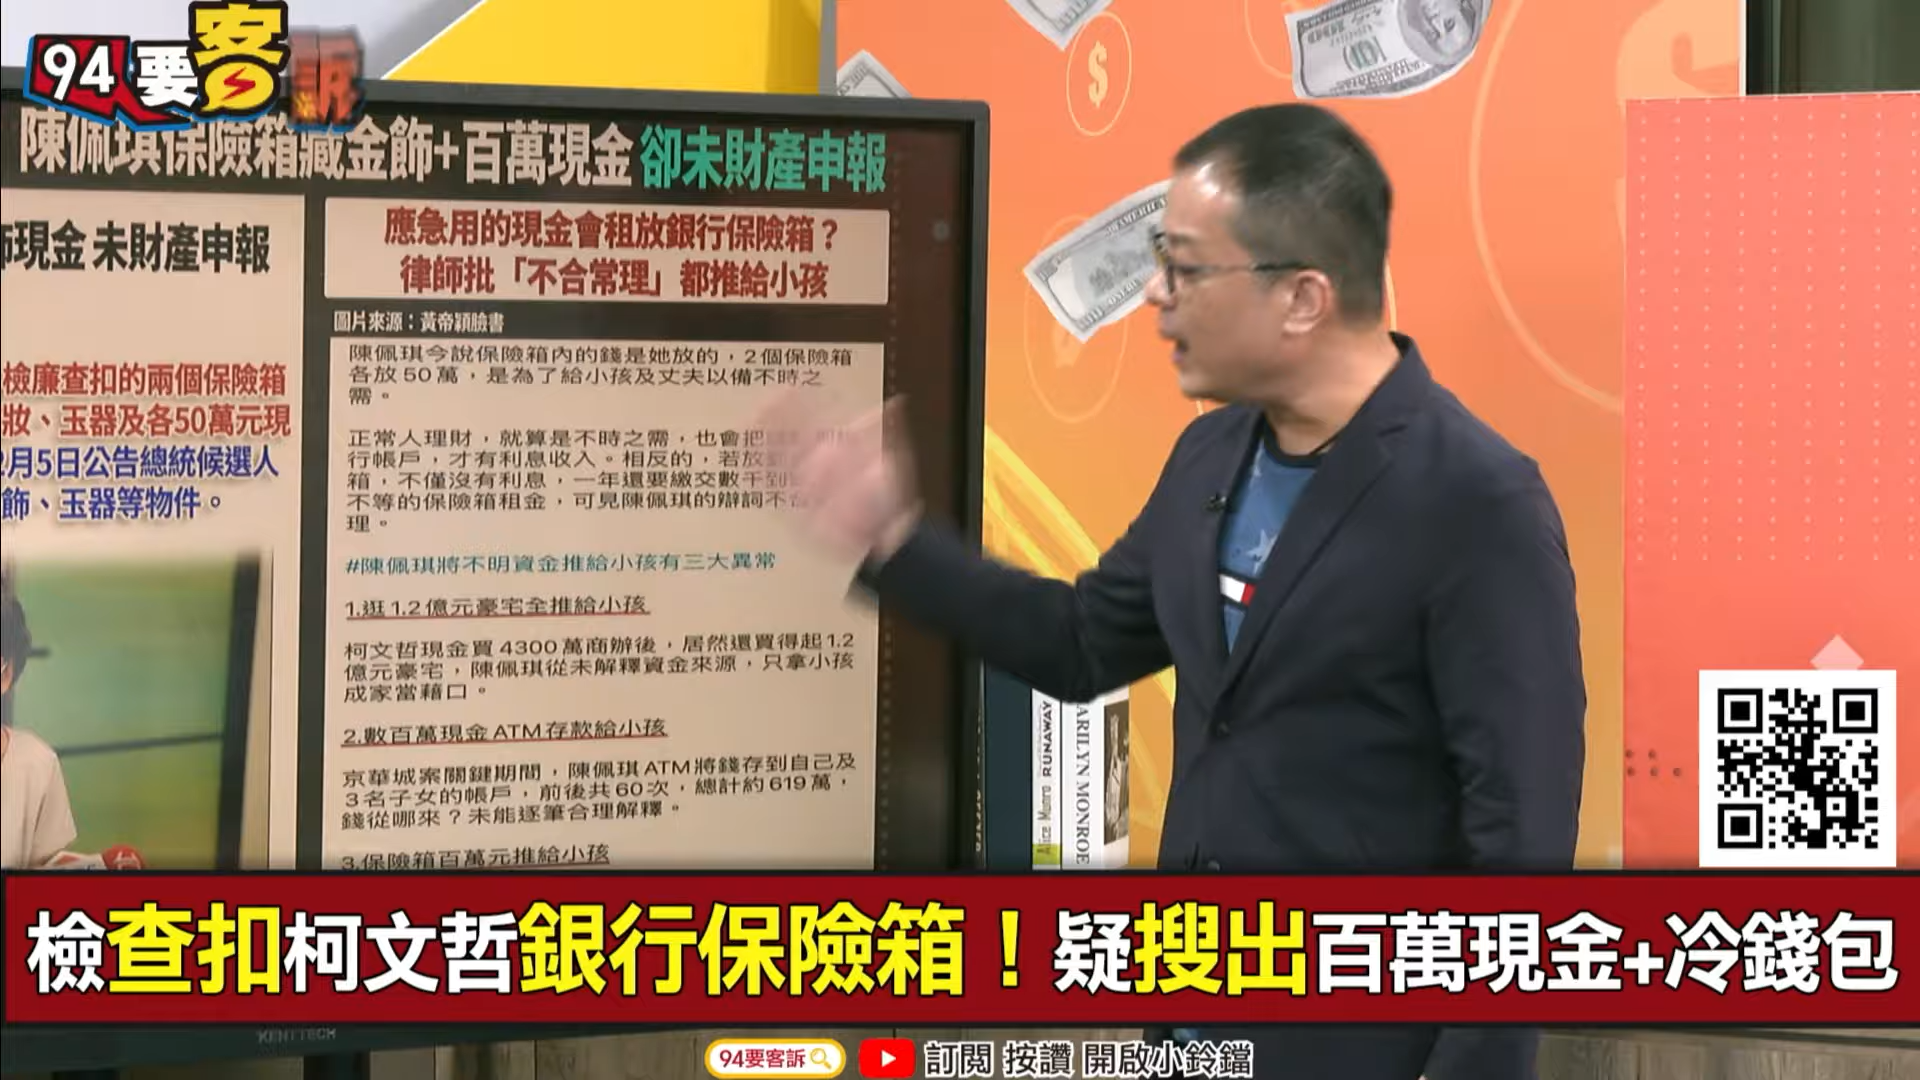 94要客訴
陳佩琪保險箱藏金飾+百萬現金 卻未財產申報
現金 未財產申報
檢廉查扣的兩個保險箱
妝、玉器及各50萬元現
月5日公告總統候選人
飾、玉器等物件。
應急用的現金會租放銀行保險箱？
律師批「不合常理」都推給小孩
圖片來源：黃帝穎臉書
陳佩琪今說保險箱內的錢是她放的，2個保險箱
各放50萬，是為了給小孩及丈夫以備不時之
需。
正常人理財，就算是不時之需，也會把
行帳戶，才有利息收入。相反的，若放
箱，不僅沒有利息，一年還要繳交數千到
不等的保險箱租金，可見陳佩琪的辯詞不
理。
#陳佩琪將不明資金推給小孩有三大異常
1.逛1.2億元豪宅全推給小孩
柯文哲現金買4300萬商辦後，居然還買得起1.2
億元豪宅，陳佩琪從未解釋資金來源，只拿小孩
成家當藉口。
2.數百萬現金ATM存款給小孩
京華城案關鍵期間，陳佩琪ATM將錢存到自己及
3名子女的帳戶，前後共60次，總計約619萬，
錢從哪來？未能逐筆合理解釋。
3.保險箱百萬元推給小孩
Alice Munro RUNAWAY
MARILYN MONROE
檢查扣柯文哲銀行保險箱！疑搜出百萬現金+冷錢包
KENTTECH
94要客訴 訂閱 按讚 開啟小鈴鐺